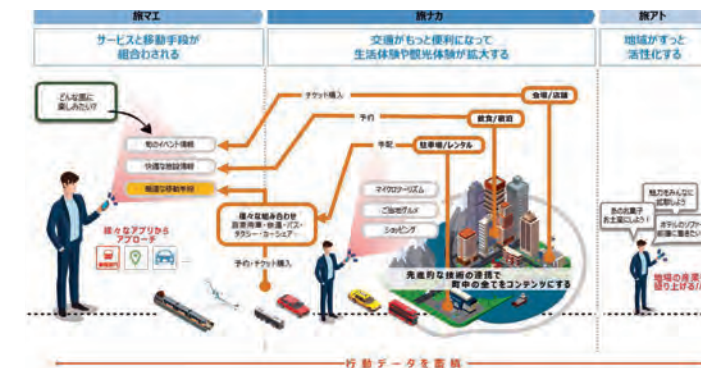 旅マエ
旅ナカ
旅アト
サービスと移動手段が
組合わされる
交通がもっと便利になって
生活体験や観光体験が拡大する
地域がずっと
活性化する
どんな風に
楽しみたい?
チケット購入
会場/店舗
予約
飲食/宿泊
手配
駐車場/レンタル
旬のイベント情報
快適な施設情報
最適な移動手段
マイクロツーリズム
ご当地グルメ
ショッピング
様々な組み合わせ
自家用車・鉄道・バス・
タクシー・カーシェア…
様々なアプリから
アプローチ
予約・チケット購入
先進的な技術の連携で
町中の全てをコンテンツにする
魅力をみんなに
拡散しよう
あのお菓子
お土産にしよう!
ホテルのソファ
地域の産業
盛り上げる
行動データを蓄積